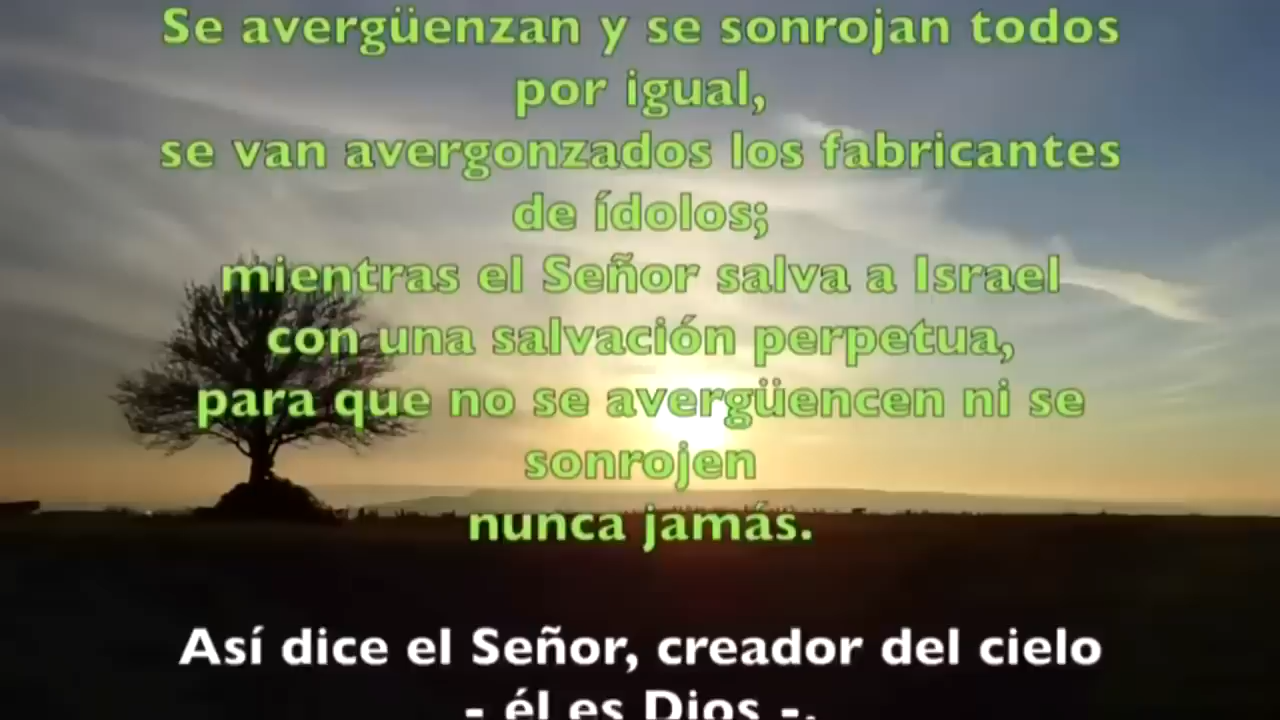 Se avergüenzan y se sonrojan todos
por igual,
se van avergonzados los fabricantes
de ídolos;
mientras el Señor salva a Israel
con una salvación perpetua,
para que no se avergüencen ni se
sonrojen
nunca jamás.
Así dice el Señor, creador del cielo
- él es Dios -,